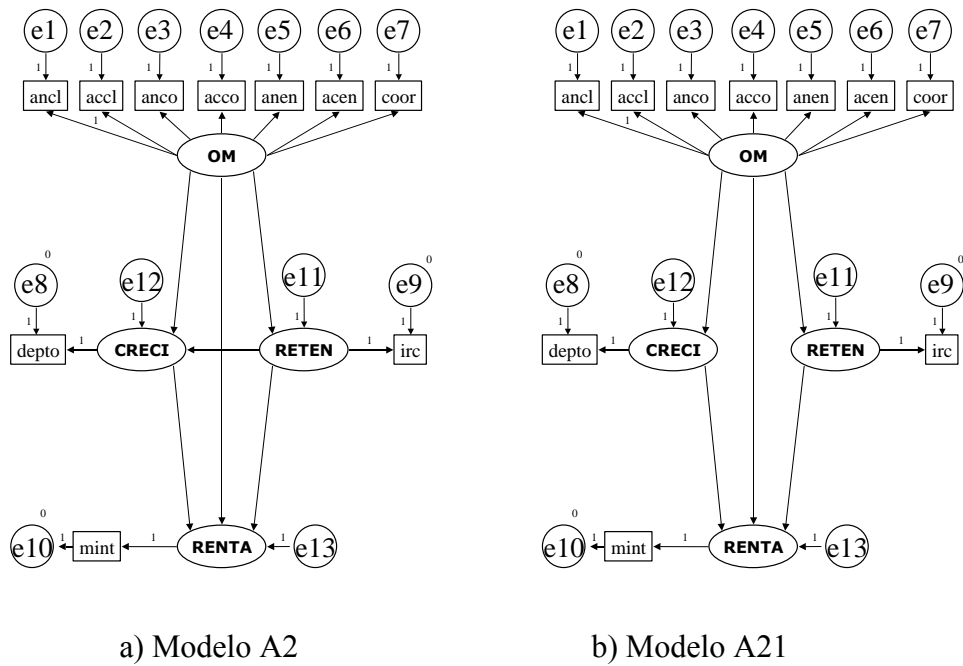 e1 e2 e3 e4 e5 e6 e7
1 1 1 1 1 1 1
ancl accl anco acco anen acen coor
1
OM
0
e8 e12 e11 0
e9
1 1 1 1
depto 1 CRECI RETEN 1 irc
0
e10 1 mint 1 RENTA 1 e13
a) Modelo A2
e1 e2 e3 e4 e5 e6 e7
1 1 1 1 1 1 1
ancl accl anco acco anen acen coor
1
OM
0
e8 e12 e11 0
e9
1 1 1 1
depto 1 CRECI RETEN 1 irc
0
e10 1 mint 1 RENTA 1 e13
b) Modelo A21